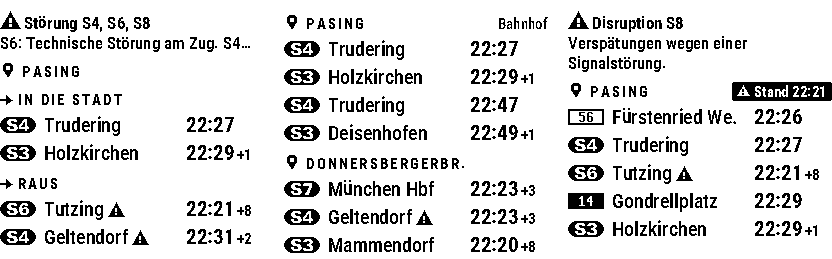 Störung S4, S6, S8
S6: Technische Störung am Zug. S4...
PASING
→ IN DIE STADT
S4 Trudering 22:27
S3 Holzkirchen 22:29 +1
→ RAUS
S6 Tutzing 22:21 +8
S4 Geltendorf 22:31 +2
PASING Bahnhof
S4 Trudering 22:27
S3 Holzkirchen 22:29 +1
S4 Trudering 22:47
S3 Deisenhofen 22:49 +1
DONNERSBERGERBR.
S7 München Hbf 22:23 +3
S4 Geltendorf 22:23 +3
S3 Mammendorf 22:20 +8
Disruption S8
Verspätungen wegen einer
Signalstörung.
PASING Stand 22:21
56 Fürstenried We. 22:26
S4 Trudering 22:27
S6 Tutzing 22:21 +8
14 Gondrellplatz 22:29
S3 Holzkirchen 22:29 +1